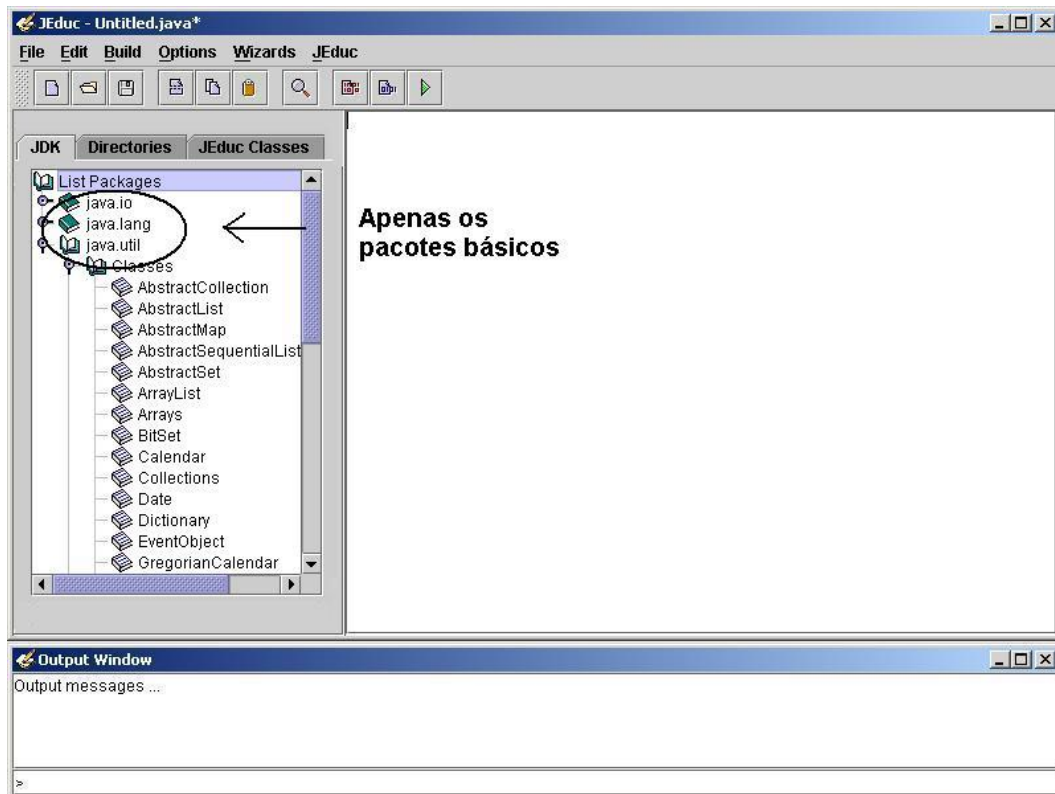 JEduc - Untitled.java*
File Edit Build Options Wizards JEduc
JDK Directories JEduc Classes
List Packages
java.io
java.lang
java.util
Classes
AbstractCollection
AbstractList
AbstractMap
AbstractSequentialList
AbstractSet
ArrayList
Arrays
BitSet
Calendar
Collections
Date
Dictionary
EventObject
GregorianCalendar
Apenas os
pacotes básicos
Output Window
Output messages ...
>